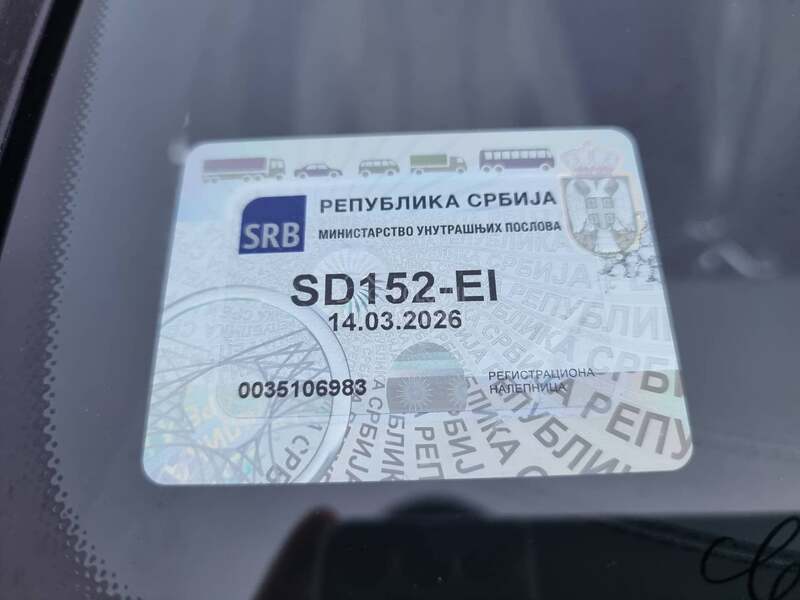 SRB
РЕПУБЛИКА СРБИЈА
МИНИСТАРСТВО УНУТРАШЊИХ ПОСЛОВА
SD152-EI
14.03.2026
0035106983
РЕГИСТРАЦИОНА
НАЛЕПНИЦА